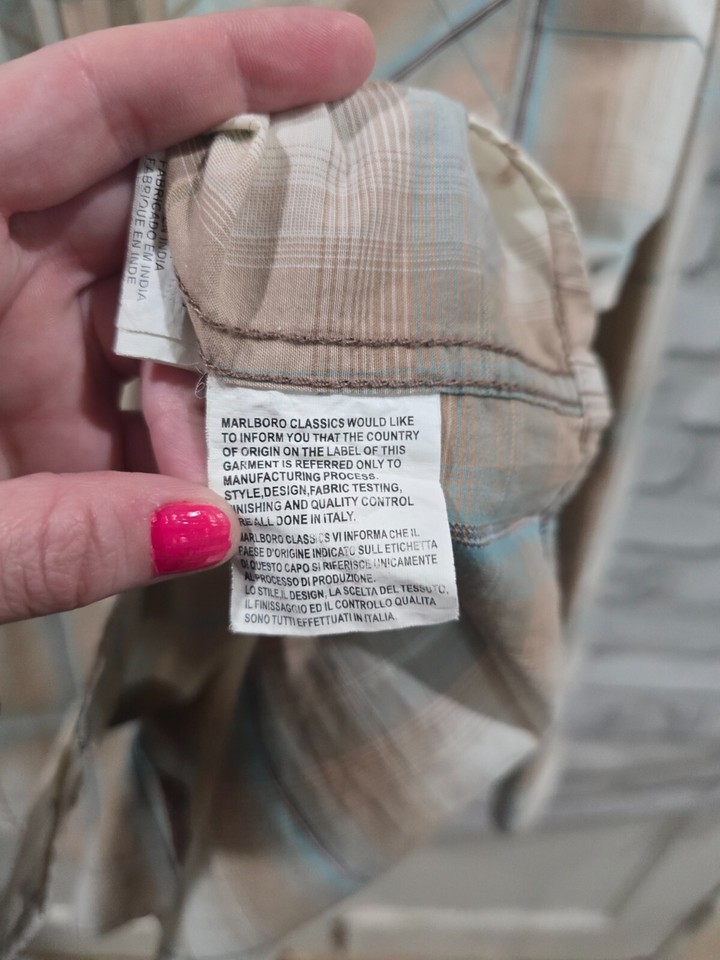 INDIA
FABRICADO EM INDIA
FABRIQUE EN INDE
MARLBORO CLASSICS WOULD LIKE
TO INFORM YOU THAT THE COUNTRY
OF ORIGIN ON THE LABEL OF THIS
GARMENT IS REFERRED ONLY TO
MANUFACTURING PROCESS.
STYLE,DESIGN,FABRIC TESTING,
INISHING AND QUALITY CONTROL
RE ALL DONE IN ITALY.
MARLBORO CLASSICS VI INFORMA CHE IL
PAESE D'ORIGINE INDICATO SULL ETICHETTA
DI QUESTO CAPO SI RIFERISCE UNICAMENTE
AL PROCESSO DI PRODUZIONE.
LO STILE,IL DESIGN, LA SCELTA DEL TESSUTO,
IL FINISSAGGIO ED IL CONTROLLO QUALITA
SONO TUTTI EFFETTUATI IN ITALIA.